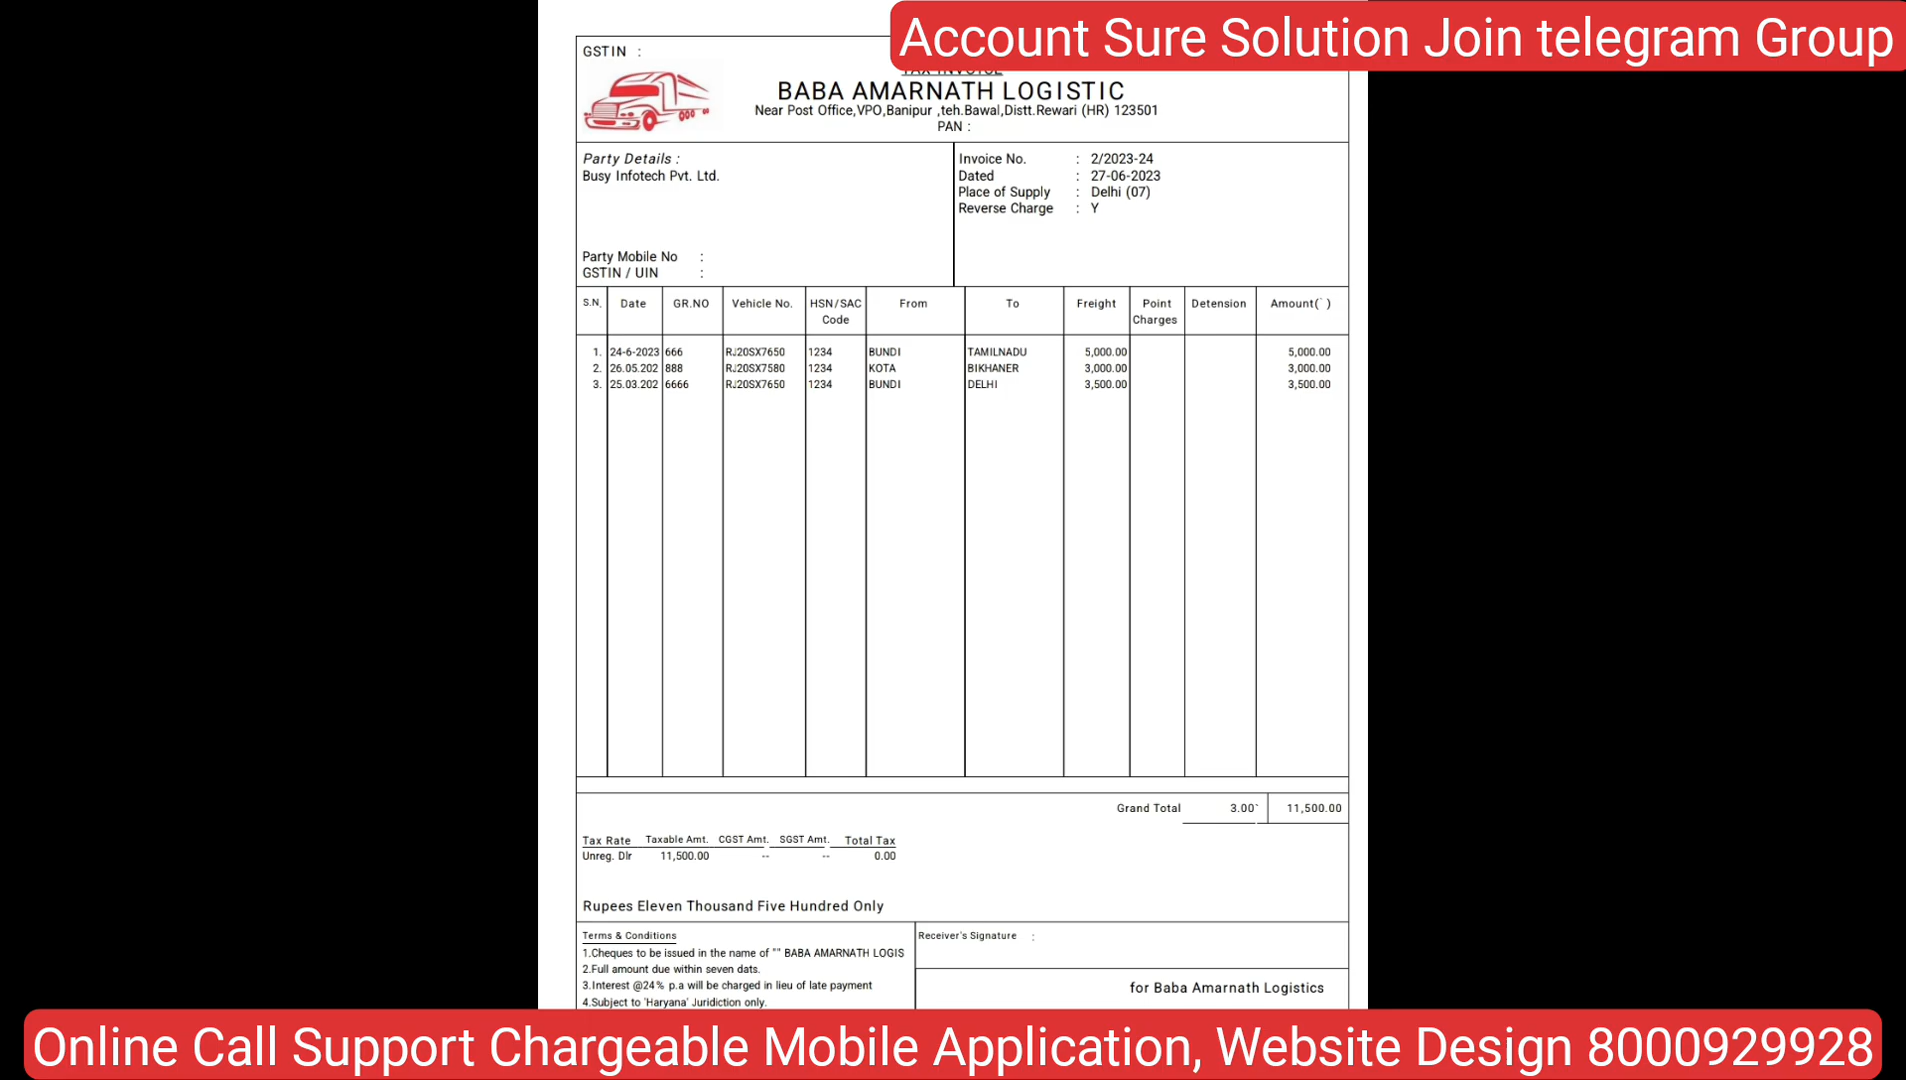 Account Sure Solution Join telegram Group
GSTIN :
TAX INVOICE
BABA AMARNATH LOGISTIC
Near Post Office,VPO,Banipur ,teh.Bawal,Distt.Rewari (HR) 123501
PAN :
Party Details :
Busy Infotech Pvt. Ltd.
Party Mobile No :
GSTIN / UIN :
Invoice No. : 2/2023-24
Dated : 27-06-2023
Place of Supply : Delhi (07)
Reverse Charge : Y
S.N. Date GR.NO Vehicle No. HSN/SAC Code From To Freight Point Charges Detension Amount(` )
1. 24-6-2023 666 RJ20SX7650 1234 BUNDI TAMILNADU 5,000.00 5,000.00
2. 26.05.202 888 RJ20SX7580 1234 KOTA BIKHANER 3,000.00 3,000.00
3. 25.03.202 6666 RJ20SX7650 1234 BUNDI DELHI 3,500.00 3,500.00
Grand Total 3.00` 11,500.00
Tax Rate Taxable Amt. CGST Amt. SGST Amt. Total Tax
Unreg. Dlr 11,500.00 -- -- 0.00
Rupees Eleven Thousand Five Hundred Only
Terms & Conditions
1.Cheques to be issued in the name of "" BABA AMARNATH LOGIS
2.Full amount due within seven dats.
3.Interest @24% p.a will be charged in lieu of late payment
4.Subject to 'Haryana' Juridiction only.
Receiver's Signature :
for Baba Amarnath Logistics
Online Call Support Chargeable Mobile Application, Website Design 8000929928